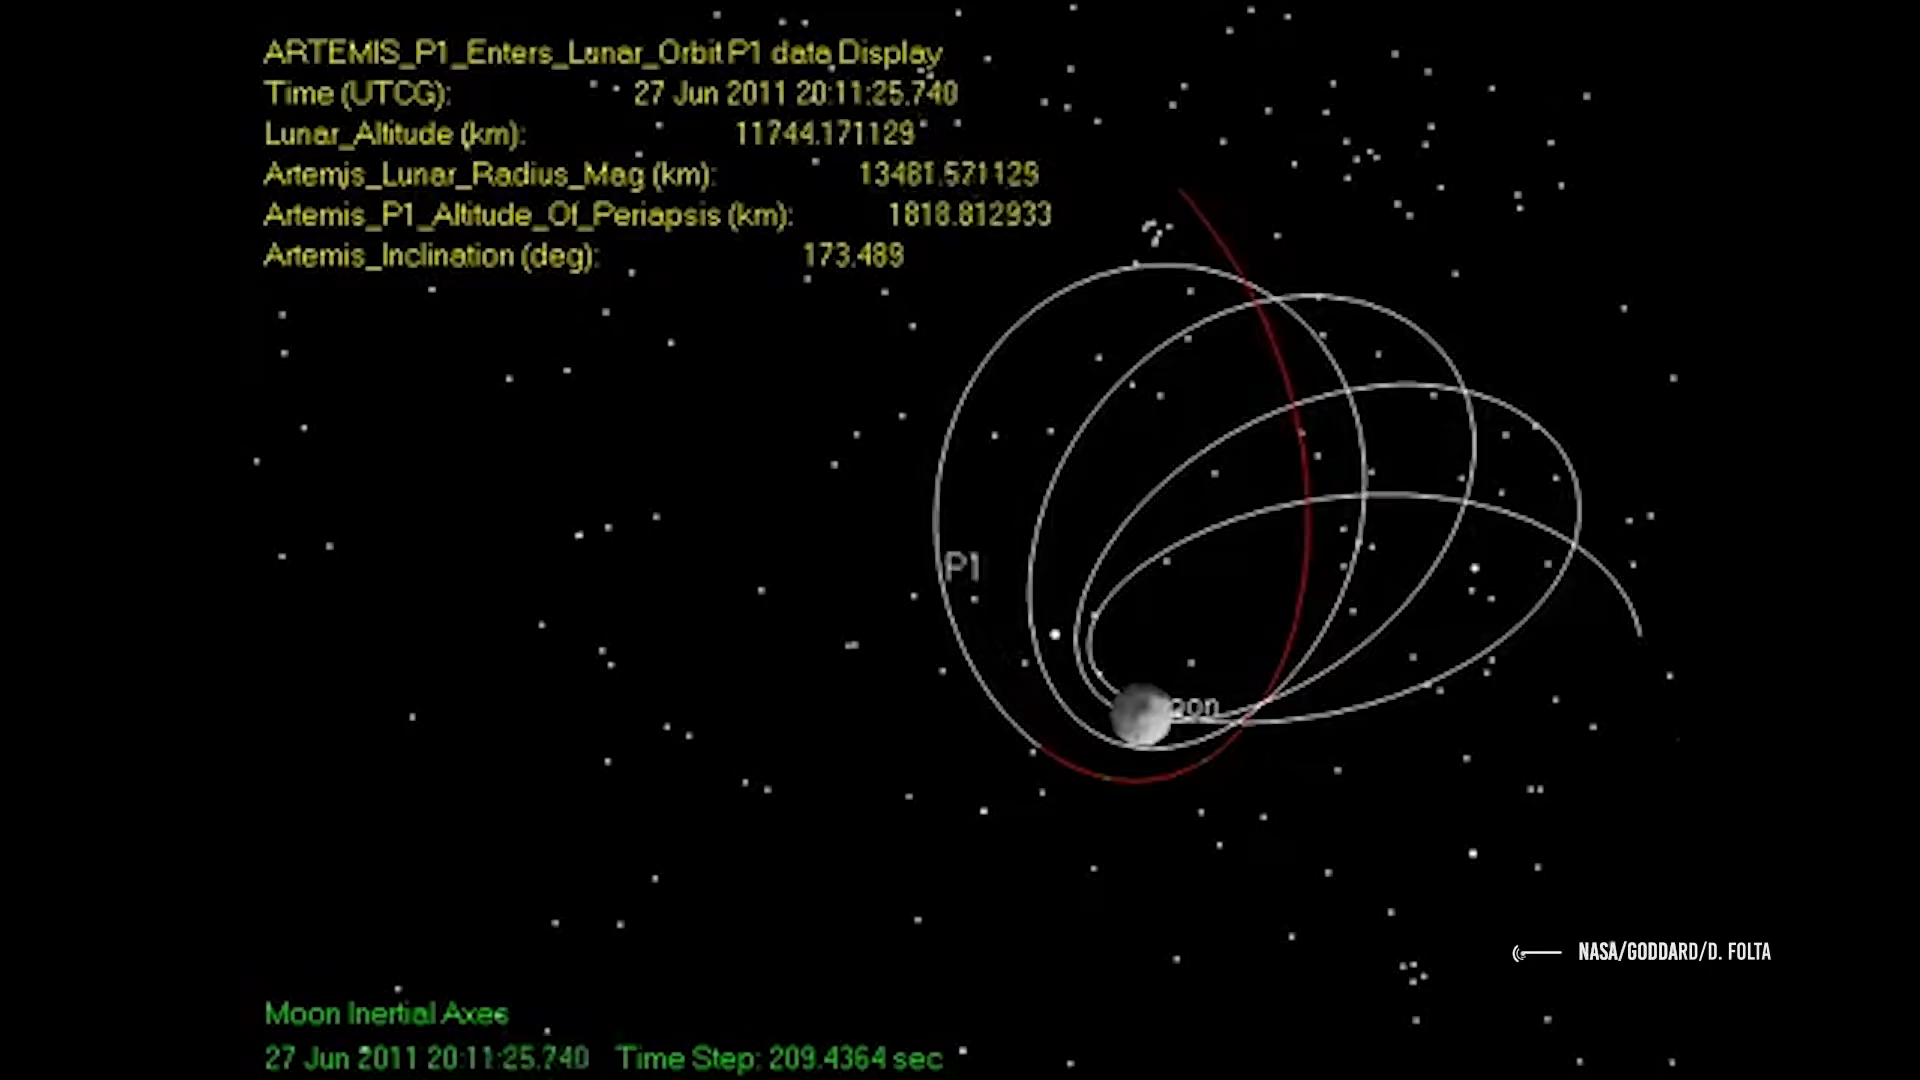 ARTEMIS_P1_Enters_Lunar_Orbit P1 data Display
Time (UTCG): 27 Jun 2011 20:11:25.740
Lunar_Altitude (km): 11744.171129
Artemis_Lunar_Radius_Mag (km): 13481.571129
Artemis_P1_Altitude_Of_Periapsis (km): 1818.812933
Artemis_Inclination (deg): 173.489
P1
oon
NASA/GODDARD/D. FOLTA
Moon Inertial Axes
27 Jun 2011 20:11:25.740 Time Step: 209.4364 sec